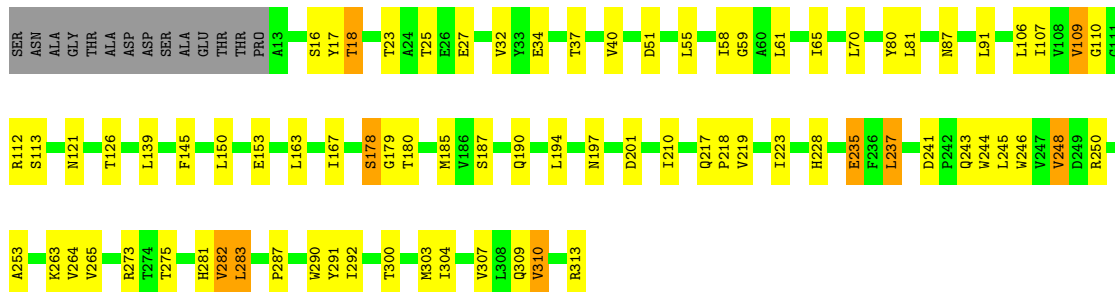 SER ASN ALA GLY THR ALA ASP ASP SER ALA GLU THR THR PRO A13 S16 Y17 T18 T23 A24 T25 E26 E27 V32 Y33 E34 T37 V40 D51 L55 I58 G59 A60 L61 I65 L70 Y80 L81 N87 L91 L106 I107 V108 V109 G110
R112 S113 N121 T126 L139 F145 L150 E153 L163 I167 S178 G179 T180 M185 V186 S187 Q190 L194 N197 D201 I210 Q217 P218 V219 I223 H228 E235 F236 L237 D241 P242 Q243 W244 L245 W246 V247 V248 D249 R250
A253 K263 V264 V265 R273 T274 T275 H281 V282 L283 P287 W290 Y291 I292 T300 M303 I304 V307 L308 Q309 V310 R313